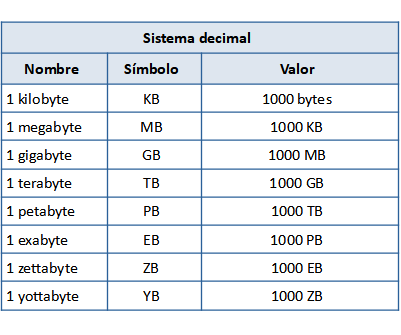 Sistema decimal
Nombre Símbolo Valor
1 kilobyte KB 1000 bytes
1 megabyte MB 1000 KB
1 gigabyte GB 1000 MB
1 terabyte TB 1000 GB
1 petabyte PB 1000 TB
1 exabyte EB 1000 PB
1 zettabyte ZB 1000 EB
1 yottabyte YB 1000 ZB